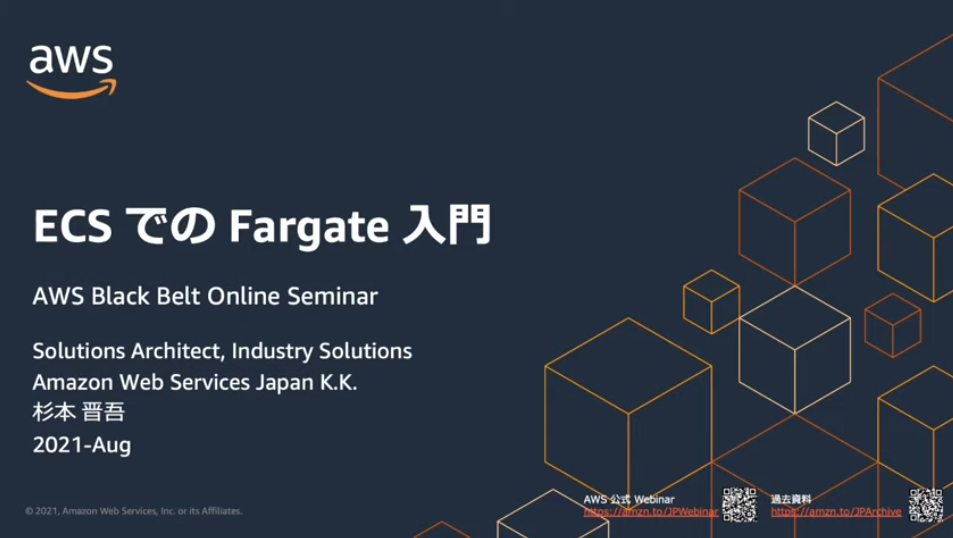 aws
ECS での Fargate 入門
AWS Black Belt Online Seminar
Solutions Architect, Industry Solutions
Amazon Web Services Japan K.K.
杉本 晋吾
2021-Aug
© 2021, Amazon Web Services, Inc. or its Affiliates.
AWS 公式 Webinar
https://amzn.to/JPWebinar
過去資料
https://amzn.to/JPArchive